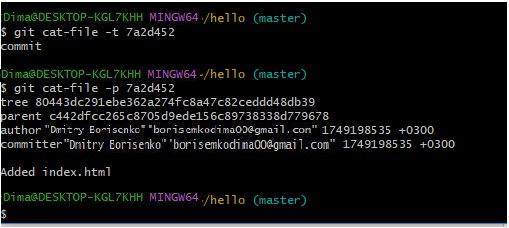 Dima@DESKTOP-KGL7KHH MINGW64 /hello (master)
$ git cat-file -t 7a2d452
commit
Dima@DESKTOP-KGL7KHH MINGW64 /hello (master)
$ git cat-file -p 7a2d452
tree 80443dc291ebe362a274fc8a47c82ceddd48db39
parent c442dfcc265c8705d9ede156c89738338d779678
author"Dmitry Borisenko""borisemkodima00@gmail.com" 1749198535 +0300
committer"Dmitry Borisenko""borisemkodima00@gmail.com" 1749198535 +0300
Added index.html
Dima@DESKTOP-KGL7KHH MINGW64 /hello (master)
$